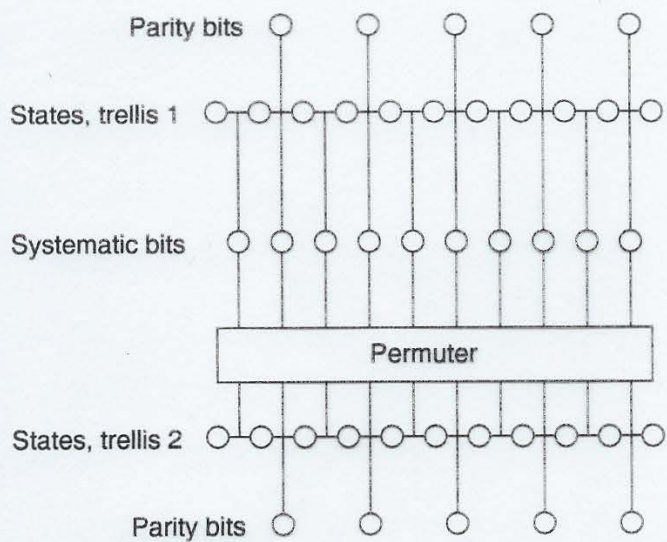 Parity bits
States, trellis 1
Systematic bits
Permuter
States, trellis 2
Parity bits